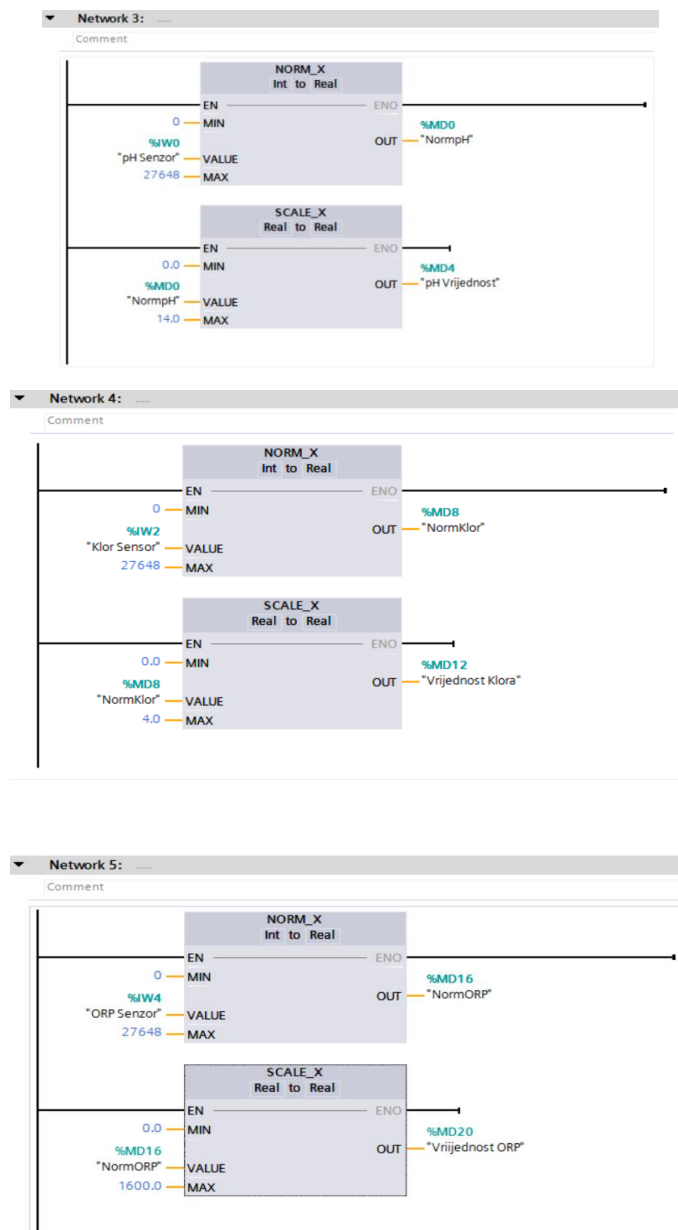 Network 3: .....
Comment
NORM_X
Int to Real
EN ENO
0 MIN
%MD0
%IW0 OUT "NormpH"
"pH Senzor" VALUE
27648 MAX
SCALE_X
Real to Real
EN ENO
0.0 MIN
%MD4
%MD0 OUT "pH Vrijednost"
"NormpH" VALUE
14.0 MAX
Network 4: .....
Comment
NORM_X
Int to Real
EN ENO
0 MIN
%MD8
%IW2 OUT "NormKlor"
"Klor Sensor" VALUE
27648 MAX
SCALE_X
Real to Real
EN ENO
0.0 MIN
%MD12
%MD8 OUT "Vrijednost Klora"
"NormKlor" VALUE
4.0 MAX
Network 5: .....
Comment
NORM_X
Int to Real
EN ENO
0 MIN
%MD16
%IW4 OUT "NormORP"
"ORP Senzor" VALUE
27648 MAX
SCALE_X
Real to Real
EN ENO
0.0 MIN
%MD20
%MD16 OUT "Vriijednost ORP"
"NormORP" VALUE
1600.0 MAX